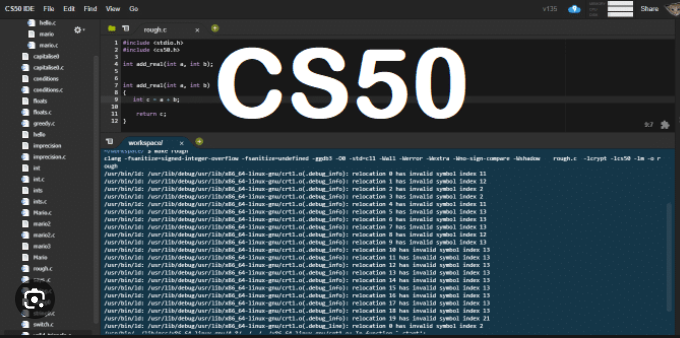 CS50 IDE File Edit Find View Go
v135
Share
hello.c
mario
mario.c
capitalise0
capitalise0.c
conditions
conditions.c
floats
floats.c
greedy.c
hello
imprecision
imprecision.c
int
int.c
ints
ints.c
Mario.c
mario2
mario2.c
mario3
Mario
rough.c
switch.c
rough.c
1 #include <stdio.h>
2 #include <cs50.h>
3
4 int add_real(int a, int b);
5
7 int add_real(int a, int b)
8 {
9 int c = a + b;
10
11 return c;
12 }
CS50
9:7
workspace/
~/workspace/ $ make rough
clang -fsanitize=signed-integer-overflow -fsanitize=undefined -ggdb3 -O0 -std=c11 -Wall -Werror -Wextra -Wno-sign-compare -Wshadow rough.c -lcrypt -lcs50 -lm -o r
ough
/usr/bin/ld: /usr/lib/debug/usr/lib/x86_64-linux-gnu/crt1.o(.debug_info): relocation 0 has invalid symbol index 11
/usr/bin/ld: /usr/lib/debug/usr/lib/x86_64-linux-gnu/crt1.o(.debug_info): relocation 1 has invalid symbol index 12
/usr/bin/ld: /usr/lib/debug/usr/lib/x86_64-linux-gnu/crt1.o(.debug_info): relocation 2 has invalid symbol index 2
/usr/bin/ld: /usr/lib/debug/usr/lib/x86_64-linux-gnu/crt1.o(.debug_info): relocation 3 has invalid symbol index 2
/usr/bin/ld: /usr/lib/debug/usr/lib/x86_64-linux-gnu/crt1.o(.debug_info): relocation 4 has invalid symbol index 11
/usr/bin/ld: /usr/lib/debug/usr/lib/x86_64-linux-gnu/crt1.o(.debug_info): relocation 5 has invalid symbol index 13
/usr/bin/ld: /usr/lib/debug/usr/lib/x86_64-linux-gnu/crt1.o(.debug_info): relocation 6 has invalid symbol index 13
/usr/bin/ld: /usr/lib/debug/usr/lib/x86_64-linux-gnu/crt1.o(.debug_info): relocation 7 has invalid symbol index 13
/usr/bin/ld: /usr/lib/debug/usr/lib/x86_64-linux-gnu/crt1.o(.debug_info): relocation 8 has invalid symbol index 12
/usr/bin/ld: /usr/lib/debug/usr/lib/x86_64-linux-gnu/crt1.o(.debug_info): relocation 9 has invalid symbol index 13
/usr/bin/ld: /usr/lib/debug/usr/lib/x86_64-linux-gnu/crt1.o(.debug_info): relocation 10 has invalid symbol index 13
/usr/bin/ld: /usr/lib/debug/usr/lib/x86_64-linux-gnu/crt1.o(.debug_info): relocation 11 has invalid symbol index 13
/usr/bin/ld: /usr/lib/debug/usr/lib/x86_64-linux-gnu/crt1.o(.debug_info): relocation 12 has invalid symbol index 13
/usr/bin/ld: /usr/lib/debug/usr/lib/x86_64-linux-gnu/crt1.o(.debug_info): relocation 13 has invalid symbol index 13
/usr/bin/ld: /usr/lib/debug/usr/lib/x86_64-linux-gnu/crt1.o(.debug_info): relocation 14 has invalid symbol index 13
/usr/bin/ld: /usr/lib/debug/usr/lib/x86_64-linux-gnu/crt1.o(.debug_info): relocation 15 has invalid symbol index 13
/usr/bin/ld: /usr/lib/debug/usr/lib/x86_64-linux-gnu/crt1.o(.debug_info): relocation 16 has invalid symbol index 13
/usr/bin/ld: /usr/lib/debug/usr/lib/x86_64-linux-gnu/crt1.o(.debug_info): relocation 17 has invalid symbol index 13
/usr/bin/ld: /usr/lib/debug/usr/lib/x86_64-linux-gnu/crt1.o(.debug_info): relocation 18 has invalid symbol index 13
/usr/bin/ld: /usr/lib/debug/usr/lib/x86_64-linux-gnu/crt1.o(.debug_info): relocation 19 has invalid symbol index 21
/usr/bin/ld: /usr/lib/debug/usr/lib/x86_64-linux-gnu/crt1.o(.debug_line): relocation 0 has invalid symbol index 2